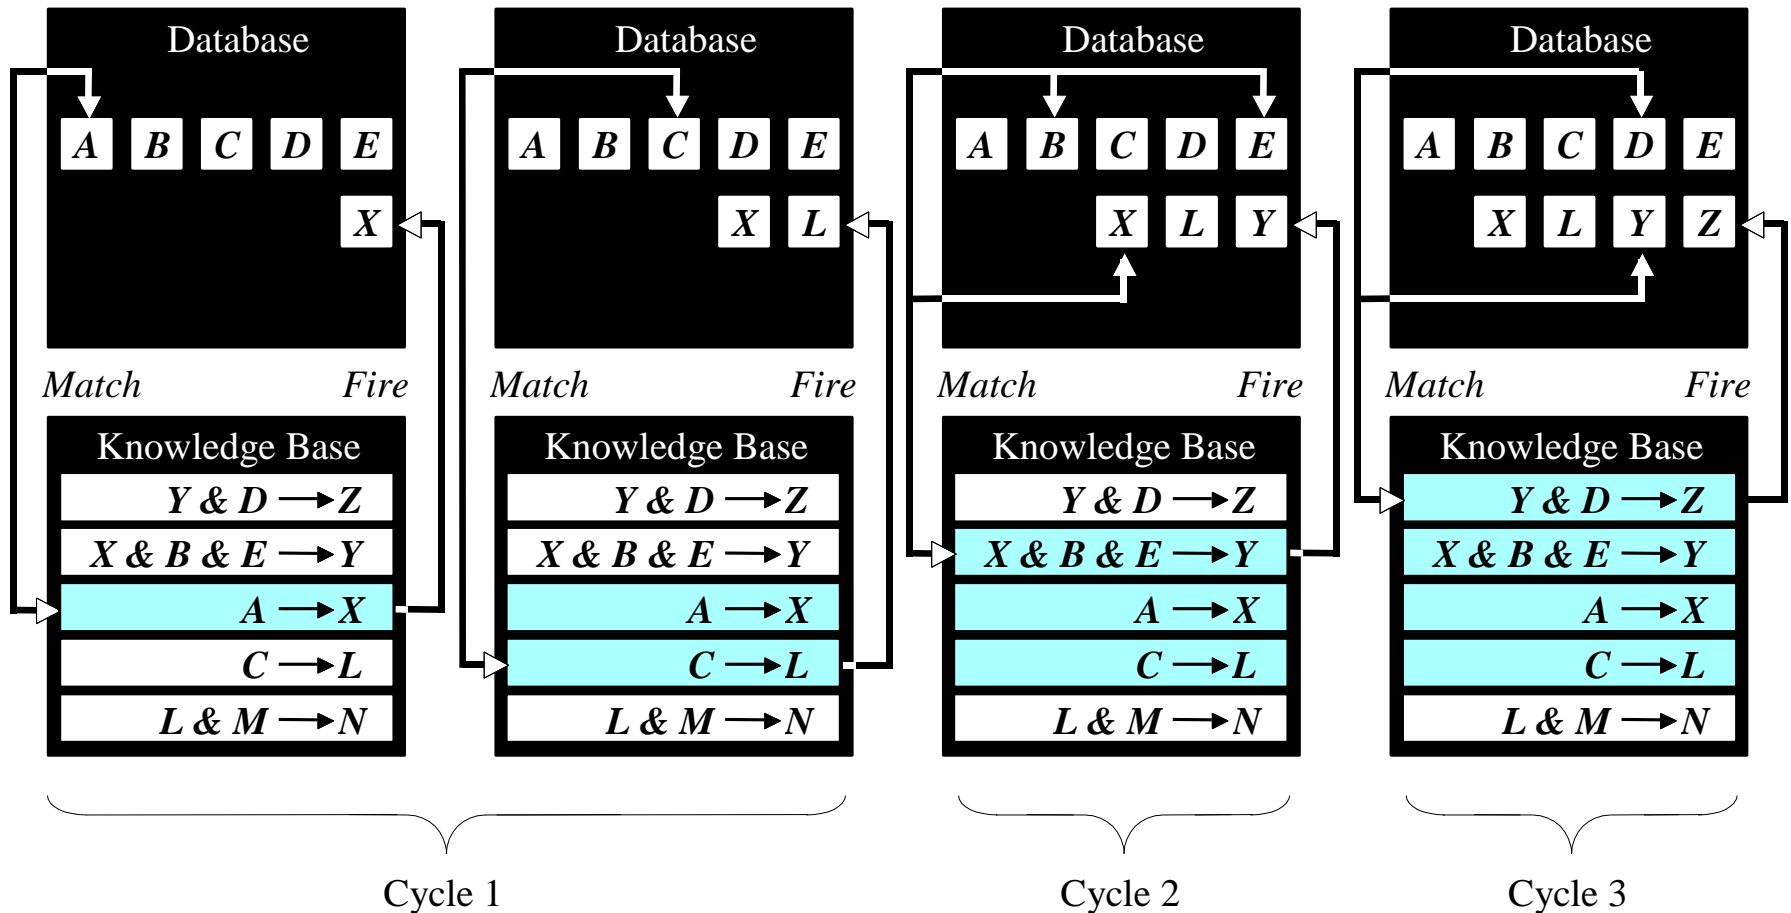 Database
A B C D E
X
Match Fire
Knowledge Base
Y & D → Z
X & B & E → Y
A → X
C → L
L & M → N
Database
A B C D E
X L
Match Fire
Knowledge Base
Y & D → Z
X & B & E → Y
A → X
C → L
L & M → N
Cycle 1
Database
A B C D E
X L Y
Match Fire
Knowledge Base
Y & D → Z
X & B & E → Y
A → X
C → L
L & M → N
Cycle 2
Database
A B C D E
X L Y Z
Match Fire
Knowledge Base
Y & D → Z
X & B & E → Y
A → X
C → L
L & M → N
Cycle 3